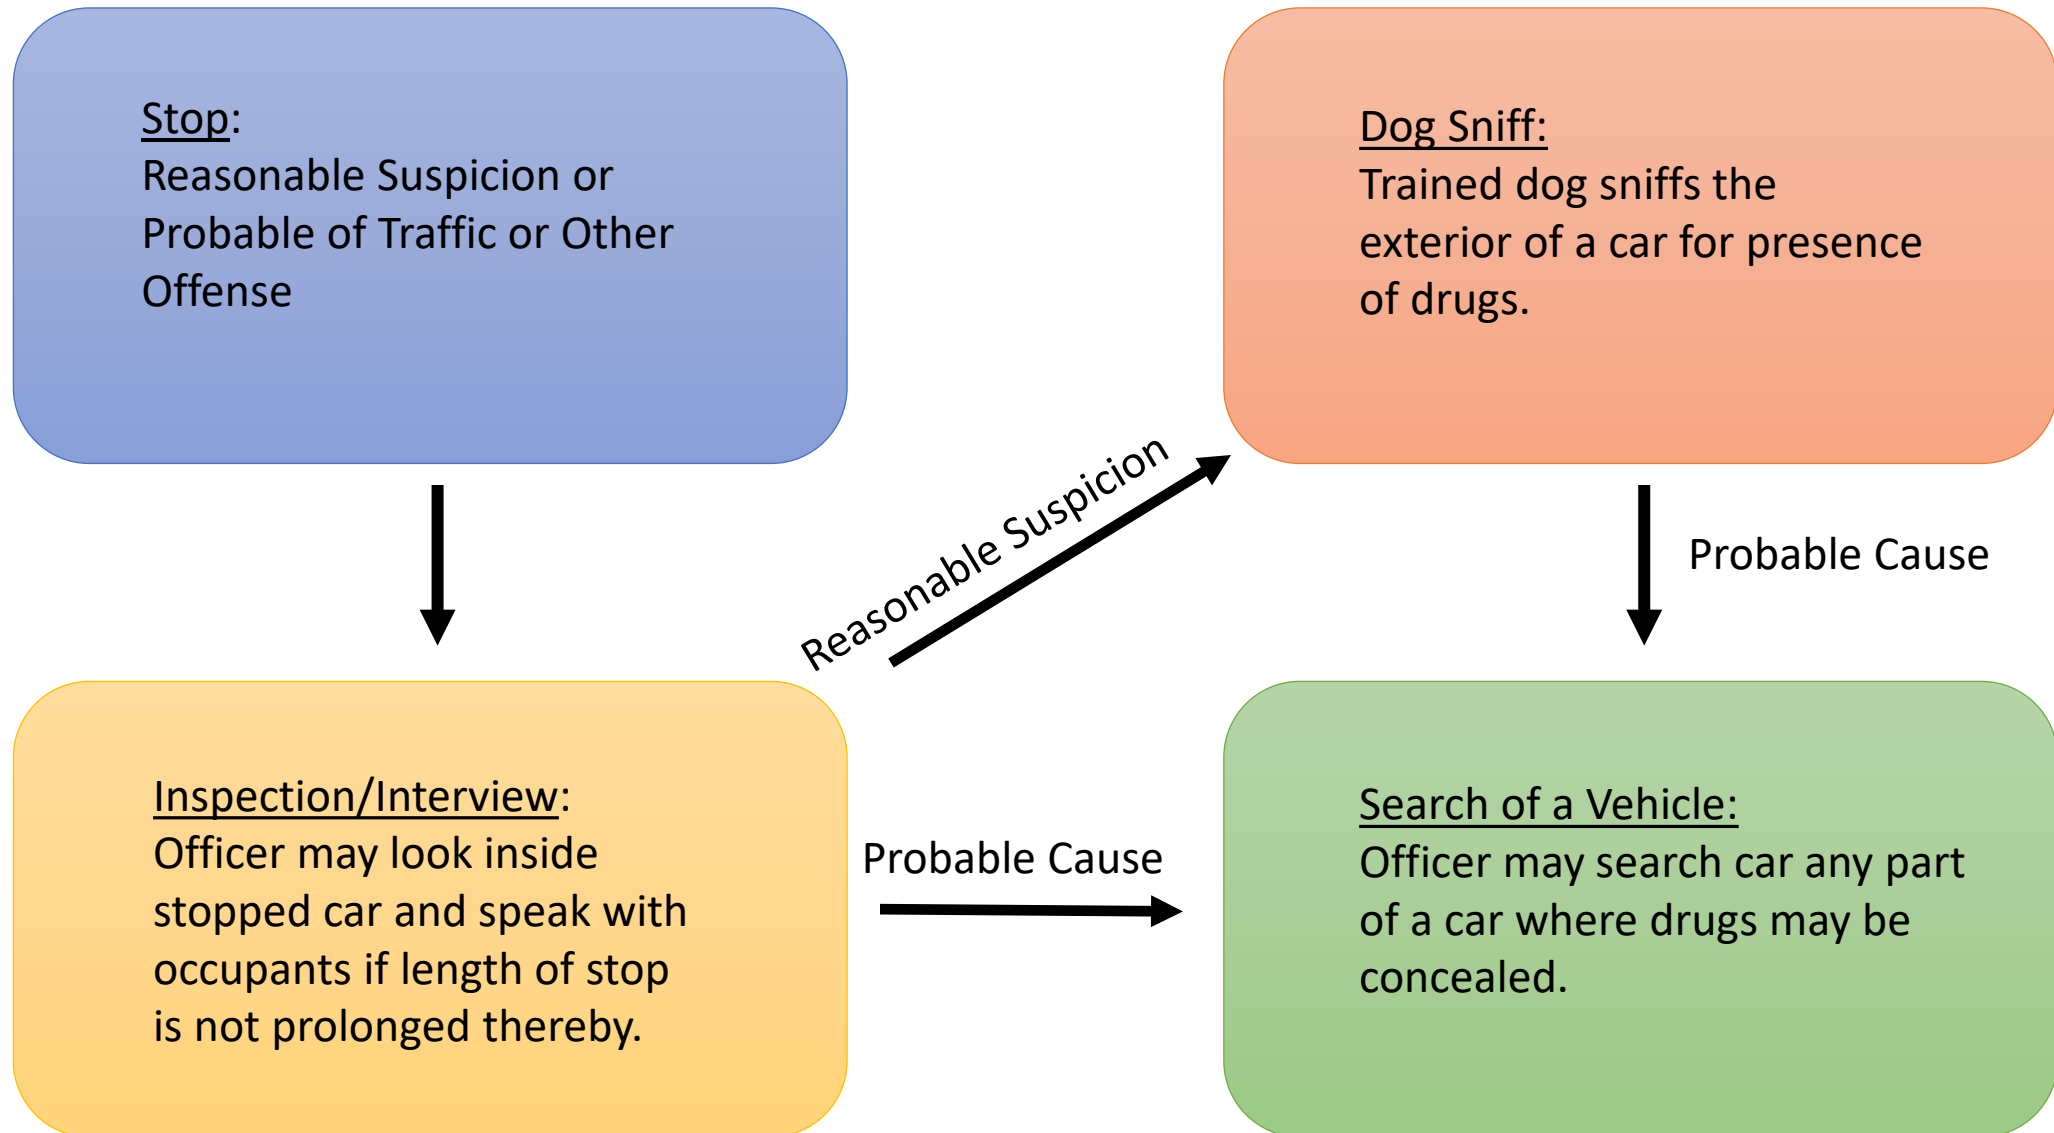 Stop:
Reasonable Suspicion or
Probable of Traffic or Other
Offense
Dog Sniff:
Trained dog sniffs the
exterior of a car for presence
of drugs.
Reasonable Suspicion
Probable Cause
Inspection/Interview:
Officer may look inside
stopped car and speak with
occupants if length of stop
is not prolonged thereby.
Probable Cause
Search of a Vehicle:
Officer may search car any part
of a car where drugs may be
concealed.